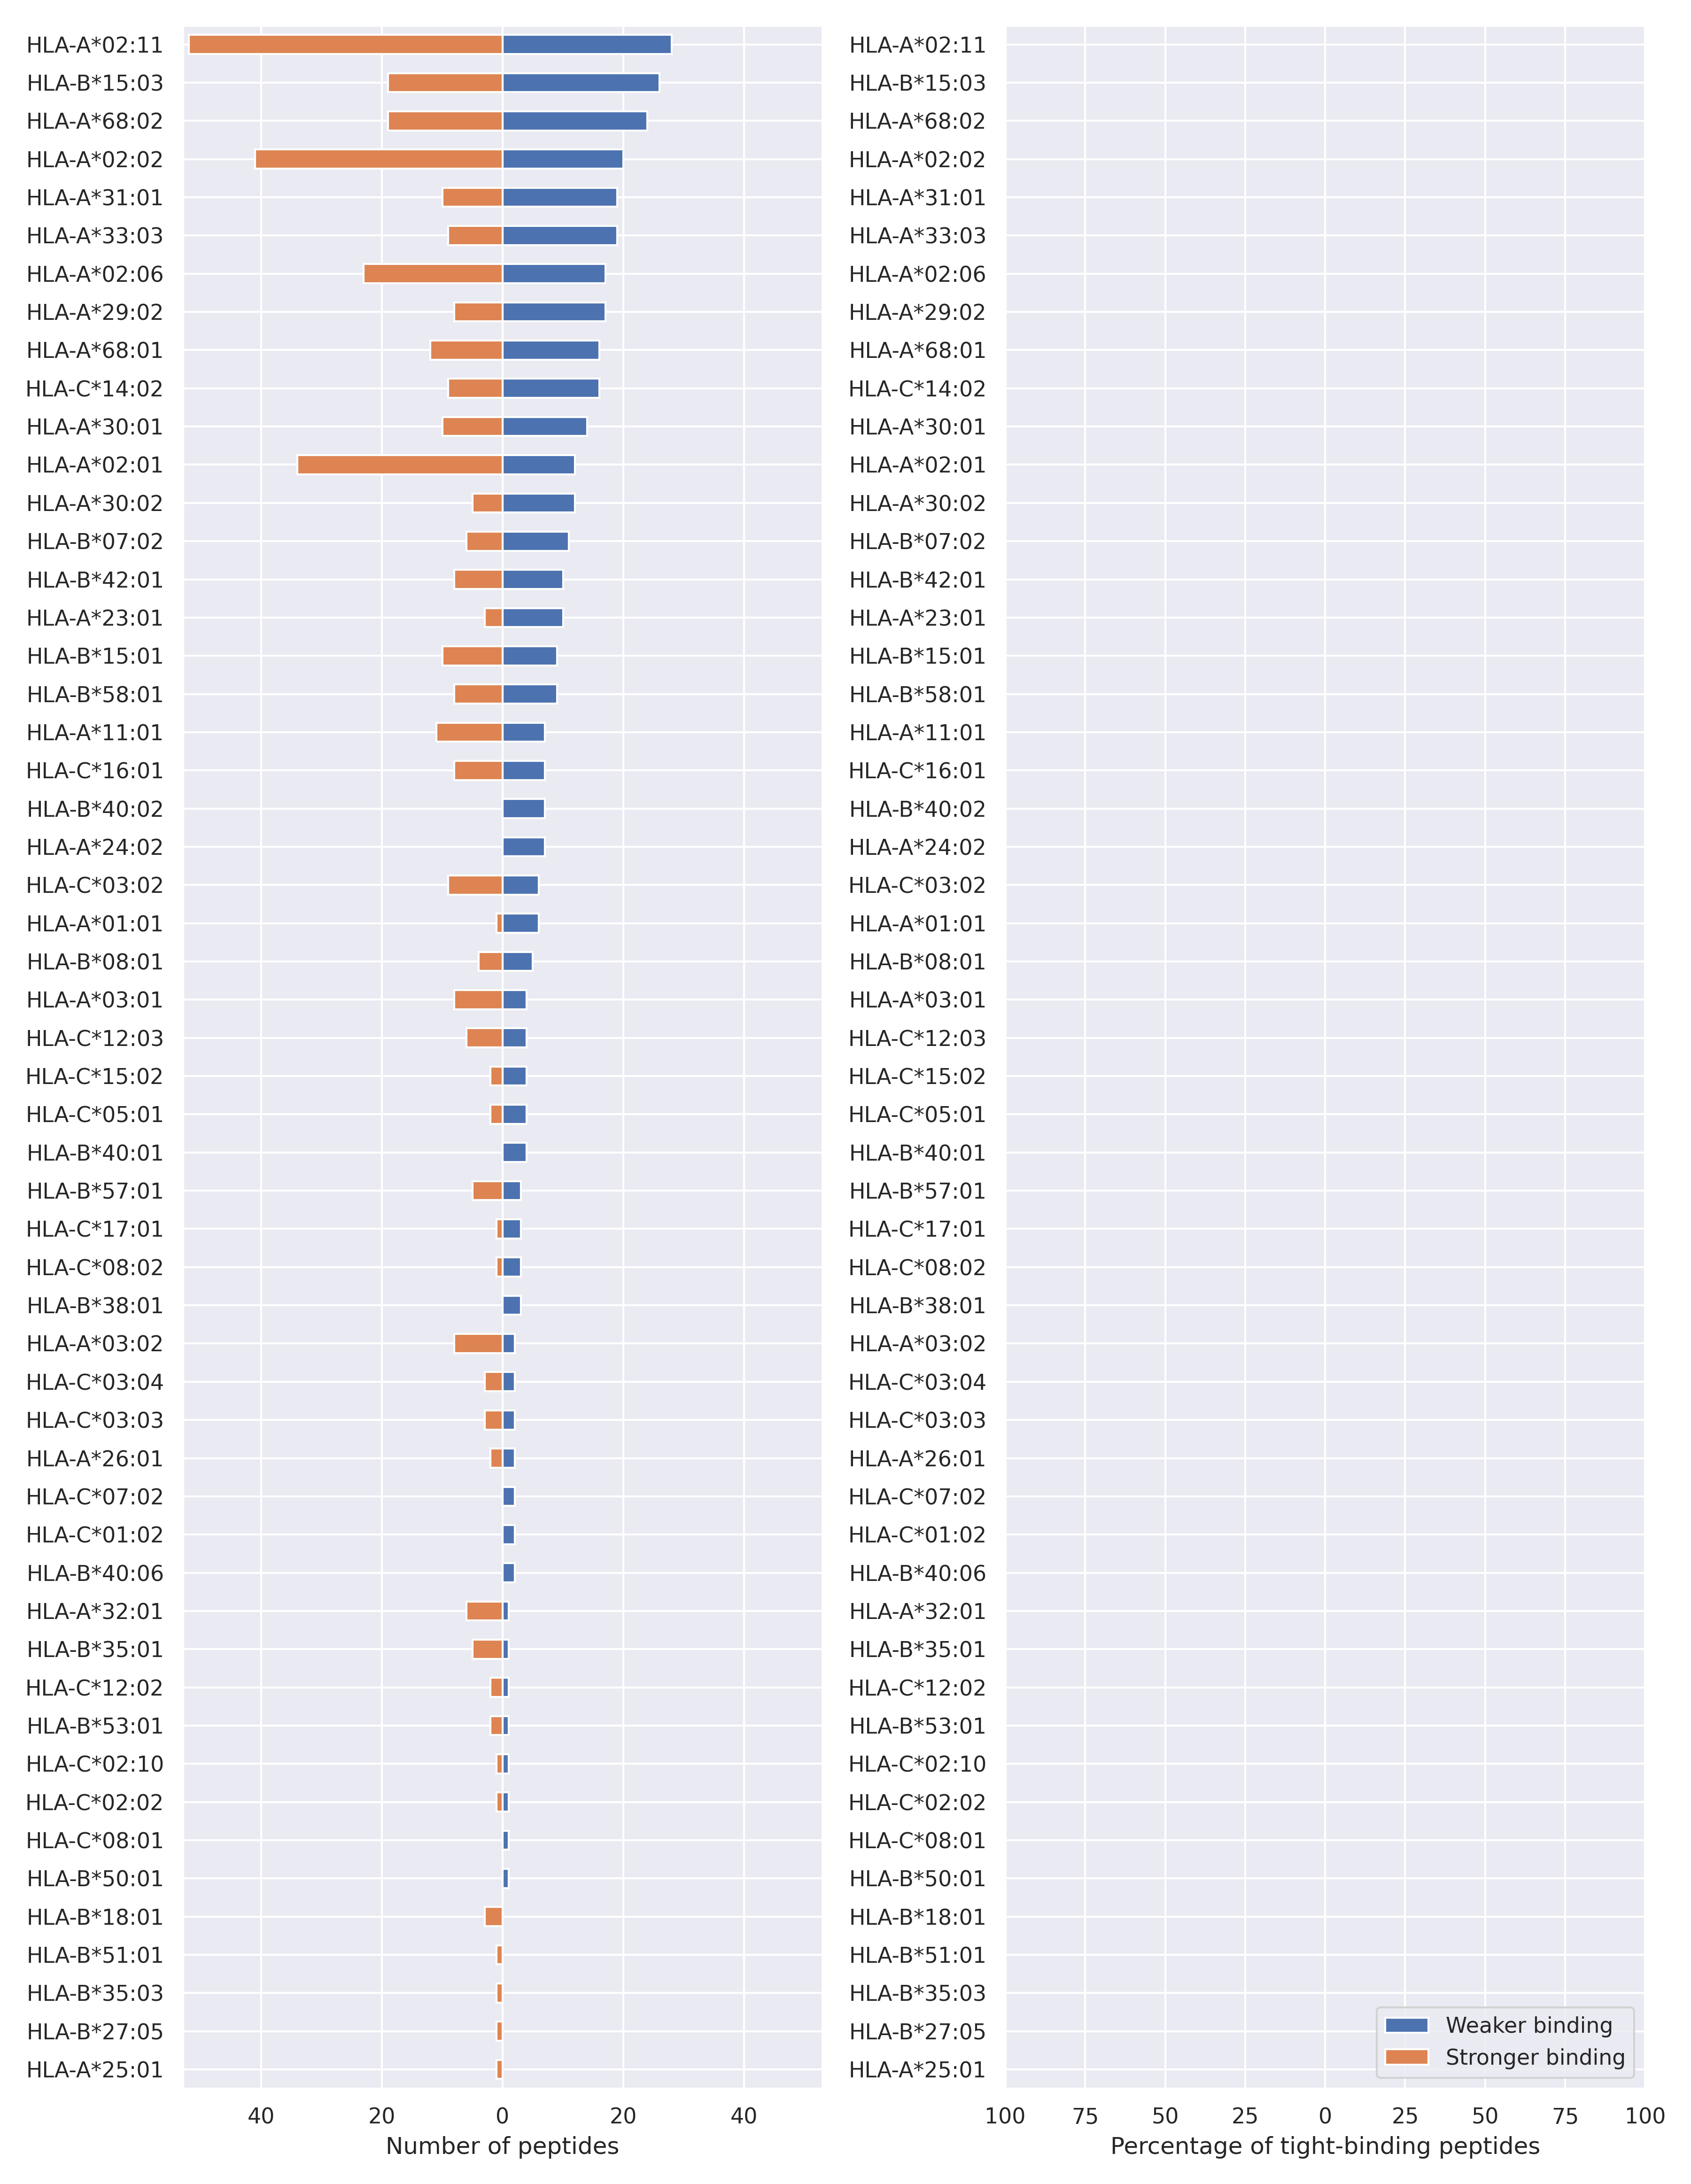 HLA-A*02:11
HLA-B*15:03
HLA-A*68:02
HLA-A*02:02
HLA-A*31:01
HLA-A*33:03
HLA-A*02:06
HLA-A*29:02
HLA-A*68:01
HLA-C*14:02
HLA-A*30:01
HLA-A*02:01
HLA-A*30:02
HLA-B*07:02
HLA-B*42:01
HLA-A*23:01
HLA-B*15:01
HLA-B*58:01
HLA-A*11:01
HLA-C*16:01
HLA-B*40:02
HLA-A*24:02
HLA-C*03:02
HLA-A*01:01
HLA-B*08:01
HLA-A*03:01
HLA-C*12:03
HLA-C*15:02
HLA-C*05:01
HLA-B*40:01
HLA-B*57:01
HLA-C*17:01
HLA-C*08:02
HLA-B*38:01
HLA-A*03:02
HLA-C*03:04
HLA-C*03:03
HLA-A*26:01
HLA-C*07:02
HLA-C*01:02
HLA-B*40:06
HLA-A*32:01
HLA-B*35:01
HLA-C*12:02
HLA-B*53:01
HLA-C*02:10
HLA-C*02:02
HLA-C*08:01
HLA-B*50:01
HLA-B*18:01
HLA-B*51:01
HLA-B*35:03
HLA-B*27:05
HLA-A*25:01
40 20 0 20 40
Number of peptides
HLA-A*02:11
HLA-B*15:03
HLA-A*68:02
HLA-A*02:02
HLA-A*31:01
HLA-A*33:03
HLA-A*02:06
HLA-A*29:02
HLA-A*68:01
HLA-C*14:02
HLA-A*30:01
HLA-A*02:01
HLA-A*30:02
HLA-B*07:02
HLA-B*42:01
HLA-A*23:01
HLA-B*15:01
HLA-B*58:01
HLA-A*11:01
HLA-C*16:01
HLA-B*40:02
HLA-A*24:02
HLA-C*03:02
HLA-A*01:01
HLA-B*08:01
HLA-A*03:01
HLA-C*12:03
HLA-C*15:02
HLA-C*05:01
HLA-B*40:01
HLA-B*57:01
HLA-C*17:01
HLA-C*08:02
HLA-B*38:01
HLA-A*03:02
HLA-C*03:04
HLA-C*03:03
HLA-A*26:01
HLA-C*07:02
HLA-C*01:02
HLA-B*40:06
HLA-A*32:01
HLA-B*35:01
HLA-C*12:02
HLA-B*53:01
HLA-C*02:10
HLA-C*02:02
HLA-C*08:01
HLA-B*50:01
HLA-B*18:01
HLA-B*51:01
HLA-B*35:03
HLA-B*27:05
HLA-A*25:01
Weaker binding
Stronger binding
100 75 50 25 0 25 50 75 100
Percentage of tight-binding peptides